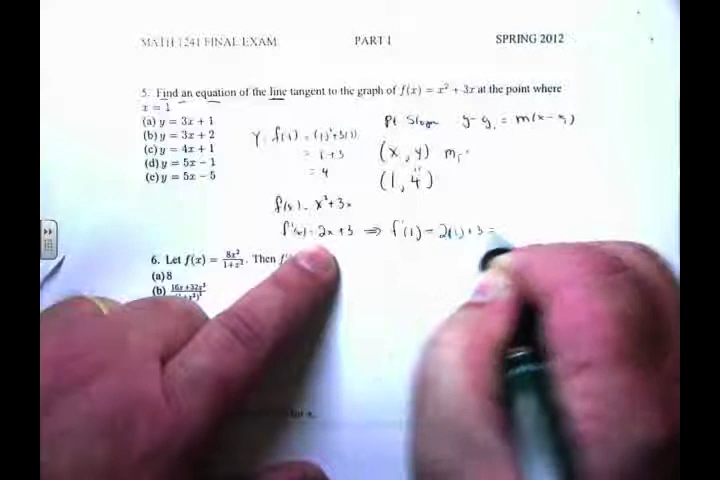 MATH 1241 FINAL EXAM PART I SPRING 2012
5. Find an equation of the line tangent to the graph of f(x) = x² + 3x at the point where
x = 1
(a) y = 3x + 1
(b) y = 3x + 2
(c) y = 4x + 1
(d) y = 5x − 1
(e) y = 5x − 5
Y = f(1) = (1)² + 3(1)
= 1 + 3
= 4
Pt Slope y − y₁ = m(x − x₁)
(x, y) m =
(1, 4)
f(x) = x² + 3x
f'(x) = 2x + 3 ⇒ f'(1) = 2(1) + 3 =
6. Let f(x) = 8x²/(1+x²). Then
(a) 8
(b)
for x.